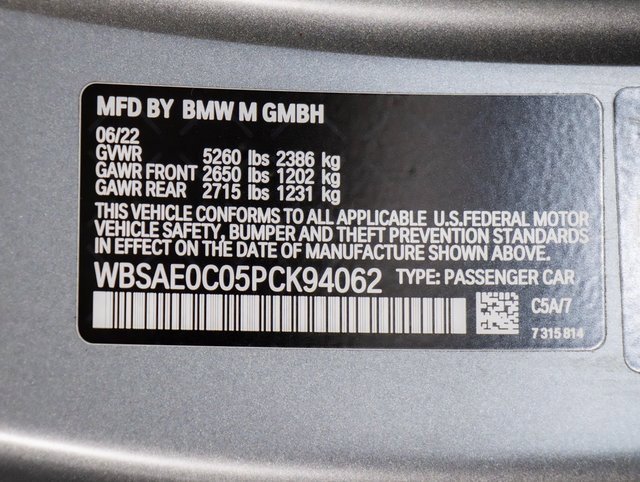 MFD BY BMW M GMBH
06/22
GVWR 5260 lbs 2386 kg
GAWR FRONT 2650 lbs 1202 kg
GAWR REAR 2715 lbs 1231 kg
THIS VEHICLE CONFORMS TO ALL APPLICABLE U.S.FEDERAL MOTOR
VEHICLE SAFETY, BUMPER AND THEFT PREVENTION STANDARDS
IN EFFECT ON THE DATE OF MANUFACTURE SHOWN ABOVE.
WBSAE0C05PCK94062 TYPE: PASSENGER CAR
C5A/7
7 315 814